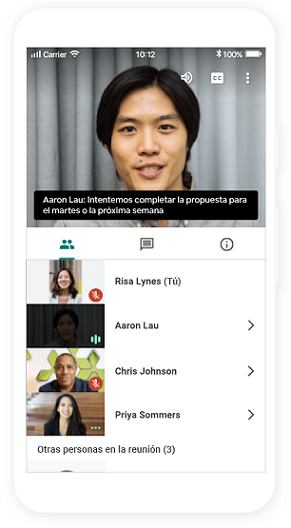 Carrier 10:12 100%
CC
Aaron Lau: Intentemos completar la propuesta para
el martes o la próxima semana
Risa Lynes (Tú)
Aaron Lau
Chris Johnson
Priya Sommers
Otras personas en la reunión (3)